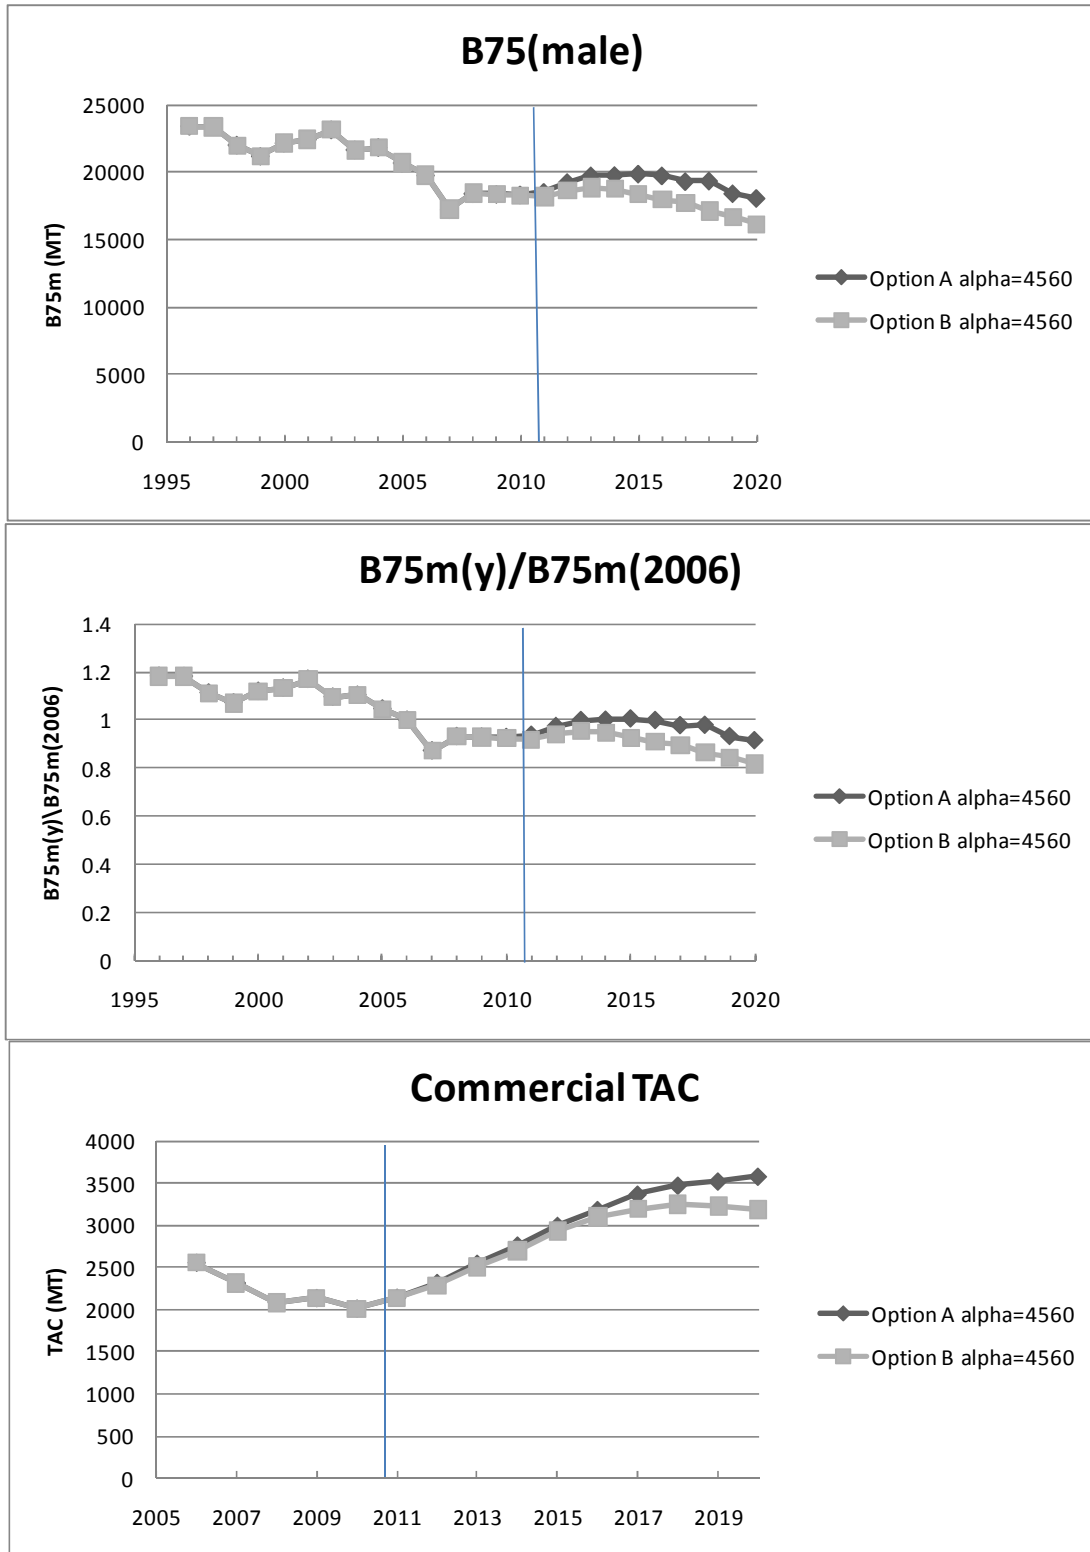 B75(male)
25000
20000
15000
10000
5000
0
B75m (MT)
1995 2000 2005 2010 2015 2020
Option A alpha=4560
Option B alpha=4560
B75m(y)/B75m(2006)
1.4
1.2
1
0.8
0.6
0.4
0.2
0
B75m(y)\B75m(2006)
1995 2000 2005 2010 2015 2020
Option A alpha=4560
Option B alpha=4560
Commercial TAC
4000
3500
3000
2500
2000
1500
1000
500
0
TAC (MT)
2005 2007 2009 2011 2013 2015 2017 2019
Option A alpha=4560
Option B alpha=4560